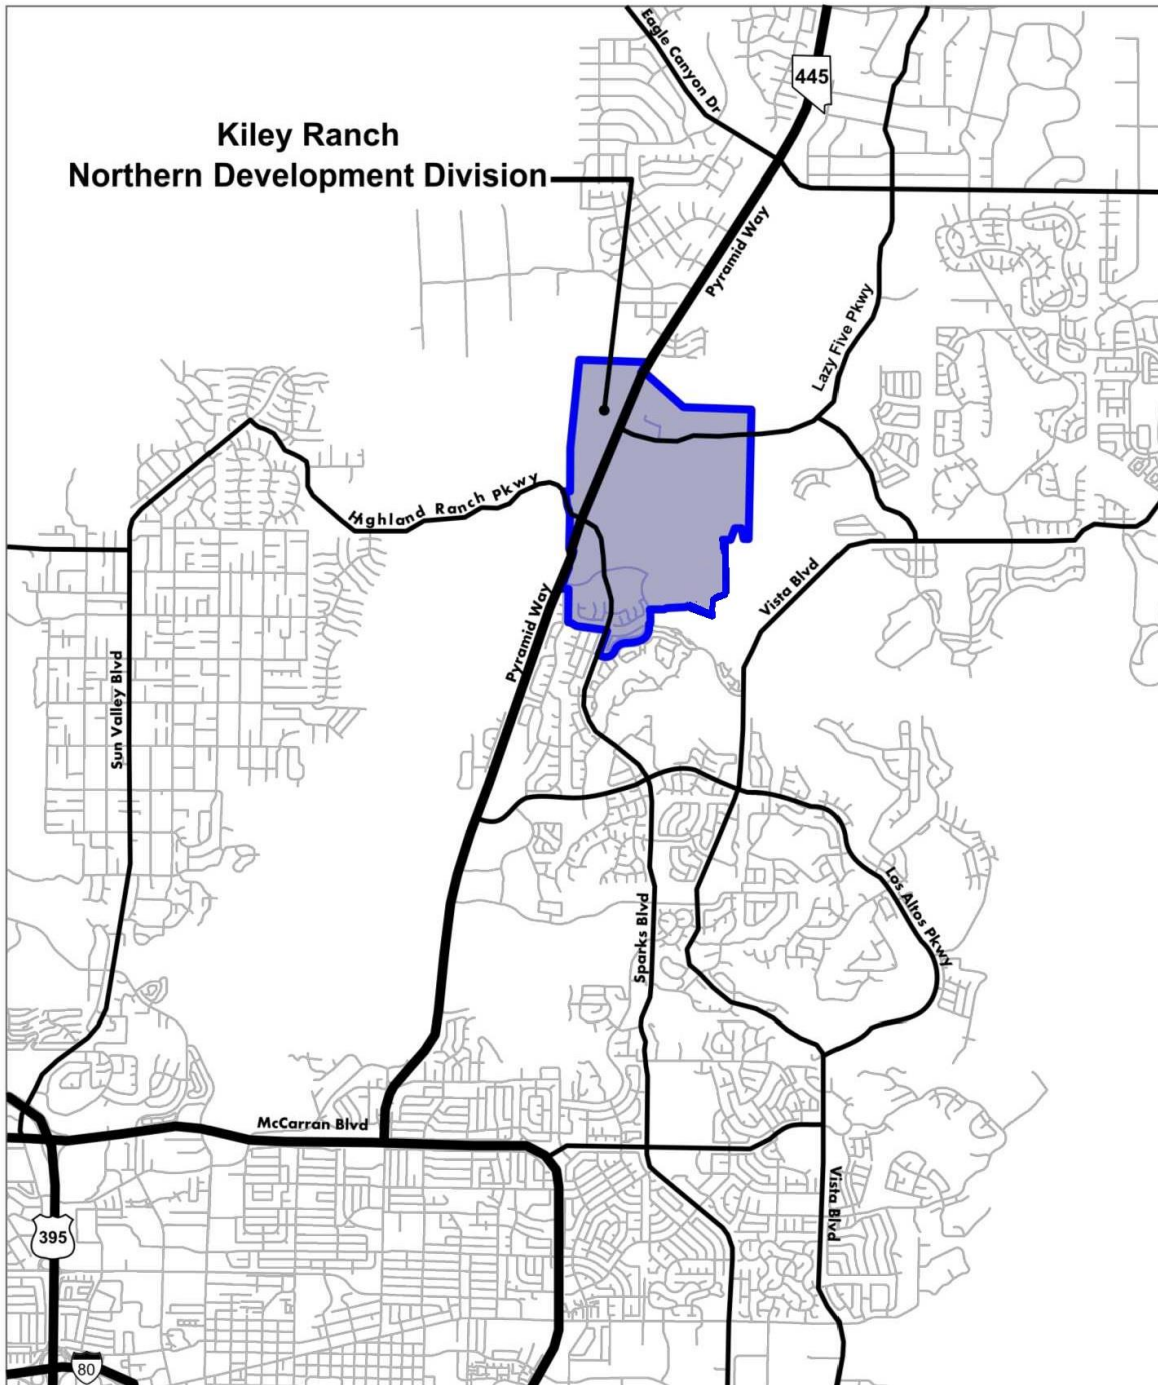 Eagle Canyon Dr
445
Kiley Ranch
Northern Development Division
Pyramid Way
Lazy Five Pkwy
Highland Ranch Pkwy
Vista Blvd
Pyramid Way
Sun Valley Blvd
Los Altos Pkwy
Sparks Blvd
McCarran Blvd
Vista Blvd
395
80